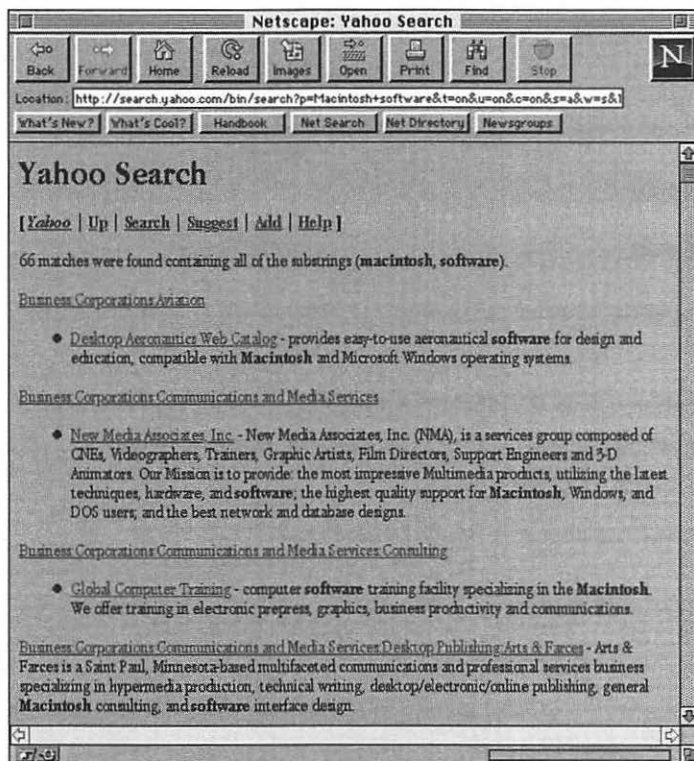 Netscape: Yahoo Search
Back Forward Home Reload Images Open Print Find Stop
N
Location: http://search.yahoo.com/bin/search?p=Macintosh+software&t=on&u=on&c=on&s=a&w=s&l
What's New? What's Cool? Handbook Net Search Net Directory Newsgroups
Yahoo Search
[ Yahoo | Up | Search | Suggest | Add | Help ]
66 matches were found containing all of the substrings (macintosh, software).
Business Corporations Aviation
• Desktop Aeronautics Web Catalog - provides easy-to-use aeronautical software for design and
education, compatible with Macintosh and Microsoft Windows operating systems.
Business Corporations Communications and Media Services
• New Media Associates, Inc. - New Media Associates, Inc. (NMA), is a services group composed of
CNEs, Videographers, Trainers, Graphic Artists, Film Directors, Support Engineers and 3-D
Animators. Our Mission is to provide: the most impressive Multimedia products, utilizing the latest
techniques, hardware, and software; the highest quality support for Macintosh, Windows, and
DOS users; and the best network and database designs.
Business Corporations Communications and Media Services:Consulting
• Global Computer Training - computer software training facility specializing in the Macintosh.
We offer training in electronic prepress, graphics, business productivity and communications.
Business Corporations Communications and Media Services:Desktop Publishing:Arts & Farces - Arts &
Farces is a Saint Paul, Minnesota-based multifaceted communications and professional services business
specializing in hypermedia production, technical writing, desktop/electronic/online publishing, general
Macintosh consulting, and software interface design.